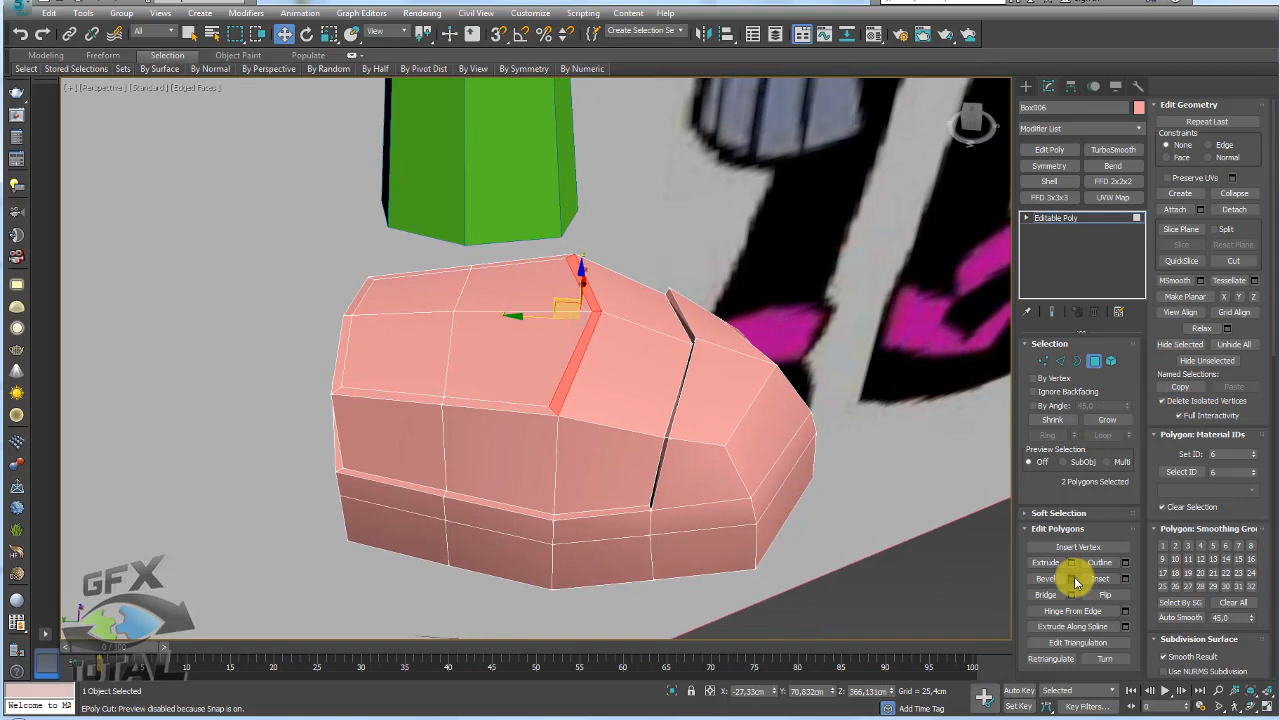 Edit Tools Group Views Create Modifiers Animation Graph Editors Rendering Civil View Customize Scripting Content Help
All View Create Selection Se
Modeling Freeform Selection Object Paint Populate
Select Stored Selections Sets By Surface By Normal By Perspective By Random By Half By Pivot Dist By View By Symmetry By Numeric
[+] [Perspective] [Standard] [Edged Faces]
Box006
Modifier List
Edit Poly TurboSmooth
Symmetry Bend
Shell FFD 2x2x2
FFD 3x3x3 UVW Map
Editable Poly
Selection
By Vertex
Ignore Backfacing
By Angle: 45,0
Shrink Grow
Ring Loop
Preview Selection
Off SubObj Multi
2 Polygons Selected
Soft Selection
Edit Polygons
Insert Vertex
Extrude Outline
Bevel Inset
Bridge Flip
Hinge From Edge
Extrude Along Spline
Edit Triangulation
Retriangulate Turn
Edit Geometry
Repeat Last
Constraints
None Edge
Face Normal
Preserve UVs
Create Collapse
Attach Detach
Slice Plane Split
Slice Reset Plane
QuickSlice Cut
MSmooth Tessellate
Make Planar X Y Z
View Align Grid Align
Relax
Hide Selected Unhide All
Hide Unselected
Named Selections:
Copy Paste
Delete Isolated Vertices
Full Interactivity
Polygon: Material IDs
Set ID: 6
Select ID 6
Clear Selection
Polygon: Smoothing Gro
1 2 3 4 5 6 7 8
9 10 11 12 13 14 15 16
17 18 19 20 21 22 23 24
25 26 27 28 29 30 31 32
Select By SG Clear All
Auto Smooth 45,0
Subdivision Surface
Smooth Result
Use NURMS Subdivision
GFX
TOTAL
0 / 100
15 20 25 30 35 40 45 50 55 60 65 70 75 80 85 90 95 100
1 Object Selected
X: -27,33cm Y: 70,832cm Z: 366,131cm Grid = 25,4cm
Welcome to M
EPoly Cut: Preview disabled because Snap is on.
Add Time Tag
Auto Key Selected
Set Key Key Filters...
0